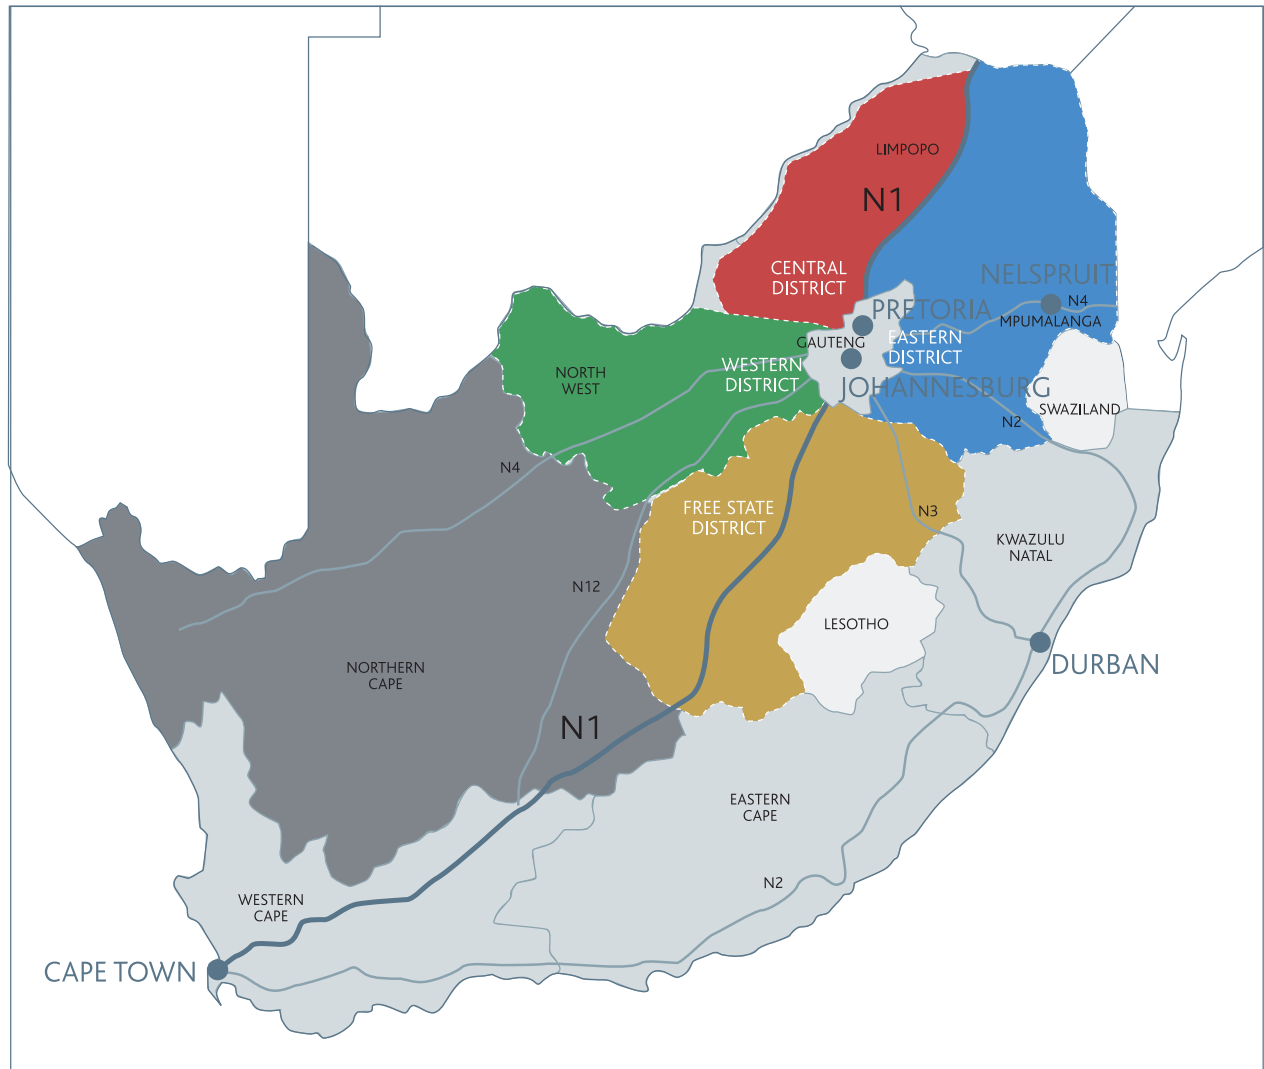 LIMPOPO
N1
CENTRAL
DISTRICT
NELSPRUIT
N4
MPUMALANGA
PRETORIA
GAUTENG
EASTERN
DISTRICT
NORTH
WEST
WESTERN
DISTRICT
JOHANNESBURG
SWAZILAND
N2
N4
FREE STATE
DISTRICT
N3
KWAZULU
NATAL
N12
LESOTHO
DURBAN
NORTHERN
CAPE
N1
EASTERN
CAPE
N2
WESTERN
CAPE
CAPE TOWN